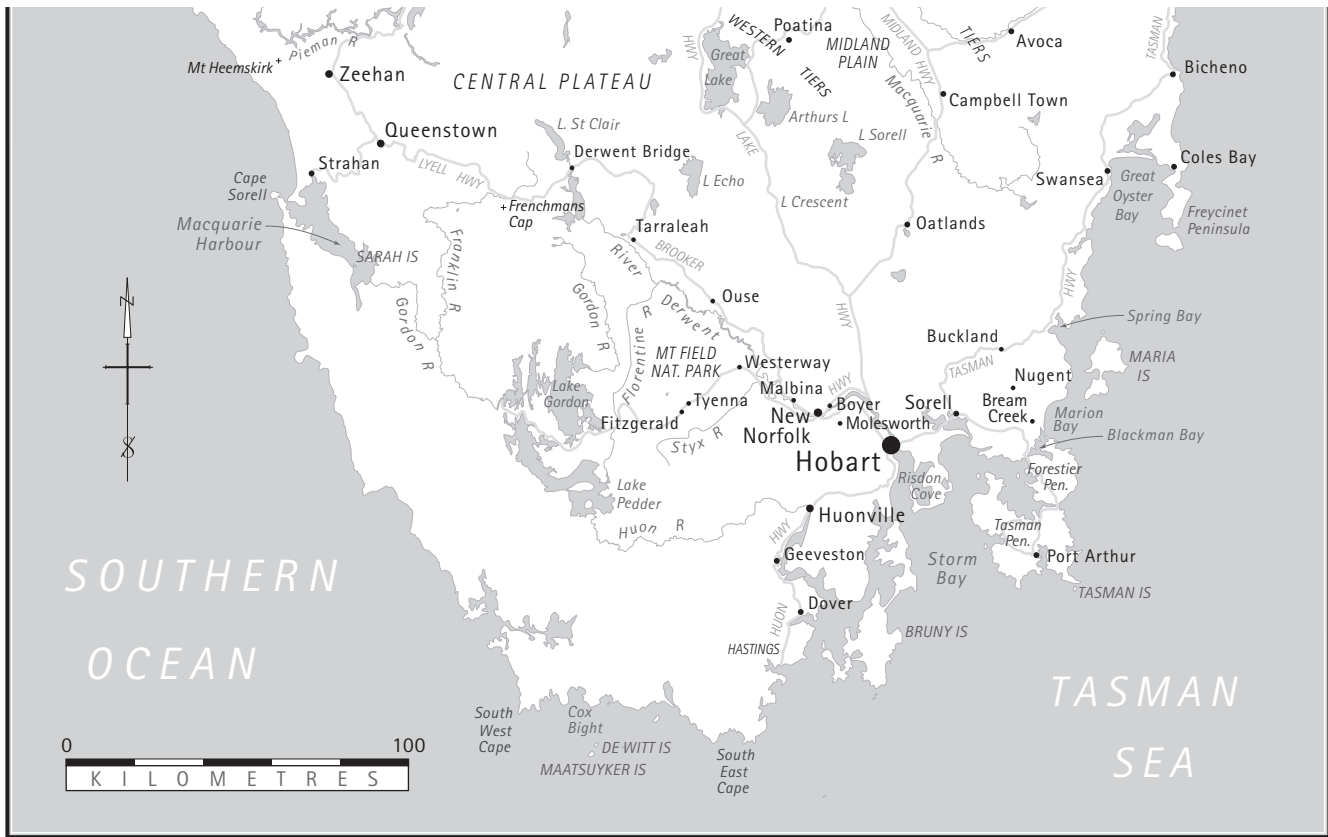 Pieman R
Mt Heemskirk
Zeehan
CENTRAL PLATEAU
HWY
Great
Lake
WESTERN
TIERS
Poatina
MIDLAND
PLAIN
MIDLAND
HWY
TIERS
Avoca
TASMAN
Bicheno
Campbell Town
Macquarie R
Arthurs L
L Sorell
LAKE
L Crescent
L. St Clair
Derwent Bridge
L Echo
Queenstown
Strahan
LYELL HWY
Cape
Sorell
Macquarie
Harbour
SARAH IS
Frenchmans
Cap
Tarraleah
BROOKER
Swansea
Great
Oyster
Bay
Coles Bay
Freycinet
Peninsula
Oatlands
Franklin R
Gordon R
Gordon R
River
Derwent
Ouse
HWY
HWY
Spring Bay
Buckland
TASMAN
MARIA
IS
Nugent
Florentine R
MT FIELD
NAT. PARK
Westerway
Malbina
HWY
Boyer
Sorell
Bream
Creek
Marion
Bay
Blackman Bay
Lake
Gordon
Tyenna
Fitzgerald
New
Norfolk
Molesworth
Styx R
Hobart
Risdon
Cove
Forestier
Pen.
Lake
Pedder
Huon R
Huonville
Tasman
Pen.
HWY
Geeveston
Storm
Bay
Port Arthur
TASMAN IS
Dover
HUON
HASTINGS
BRUNY IS
N
S
SOUTHERN
OCEAN
TASMAN
SEA
South
West
Cape
Cox
Bight
DE WITT IS
MAATSUYKER IS
South
East
Cape
0 100
KILOMETRES